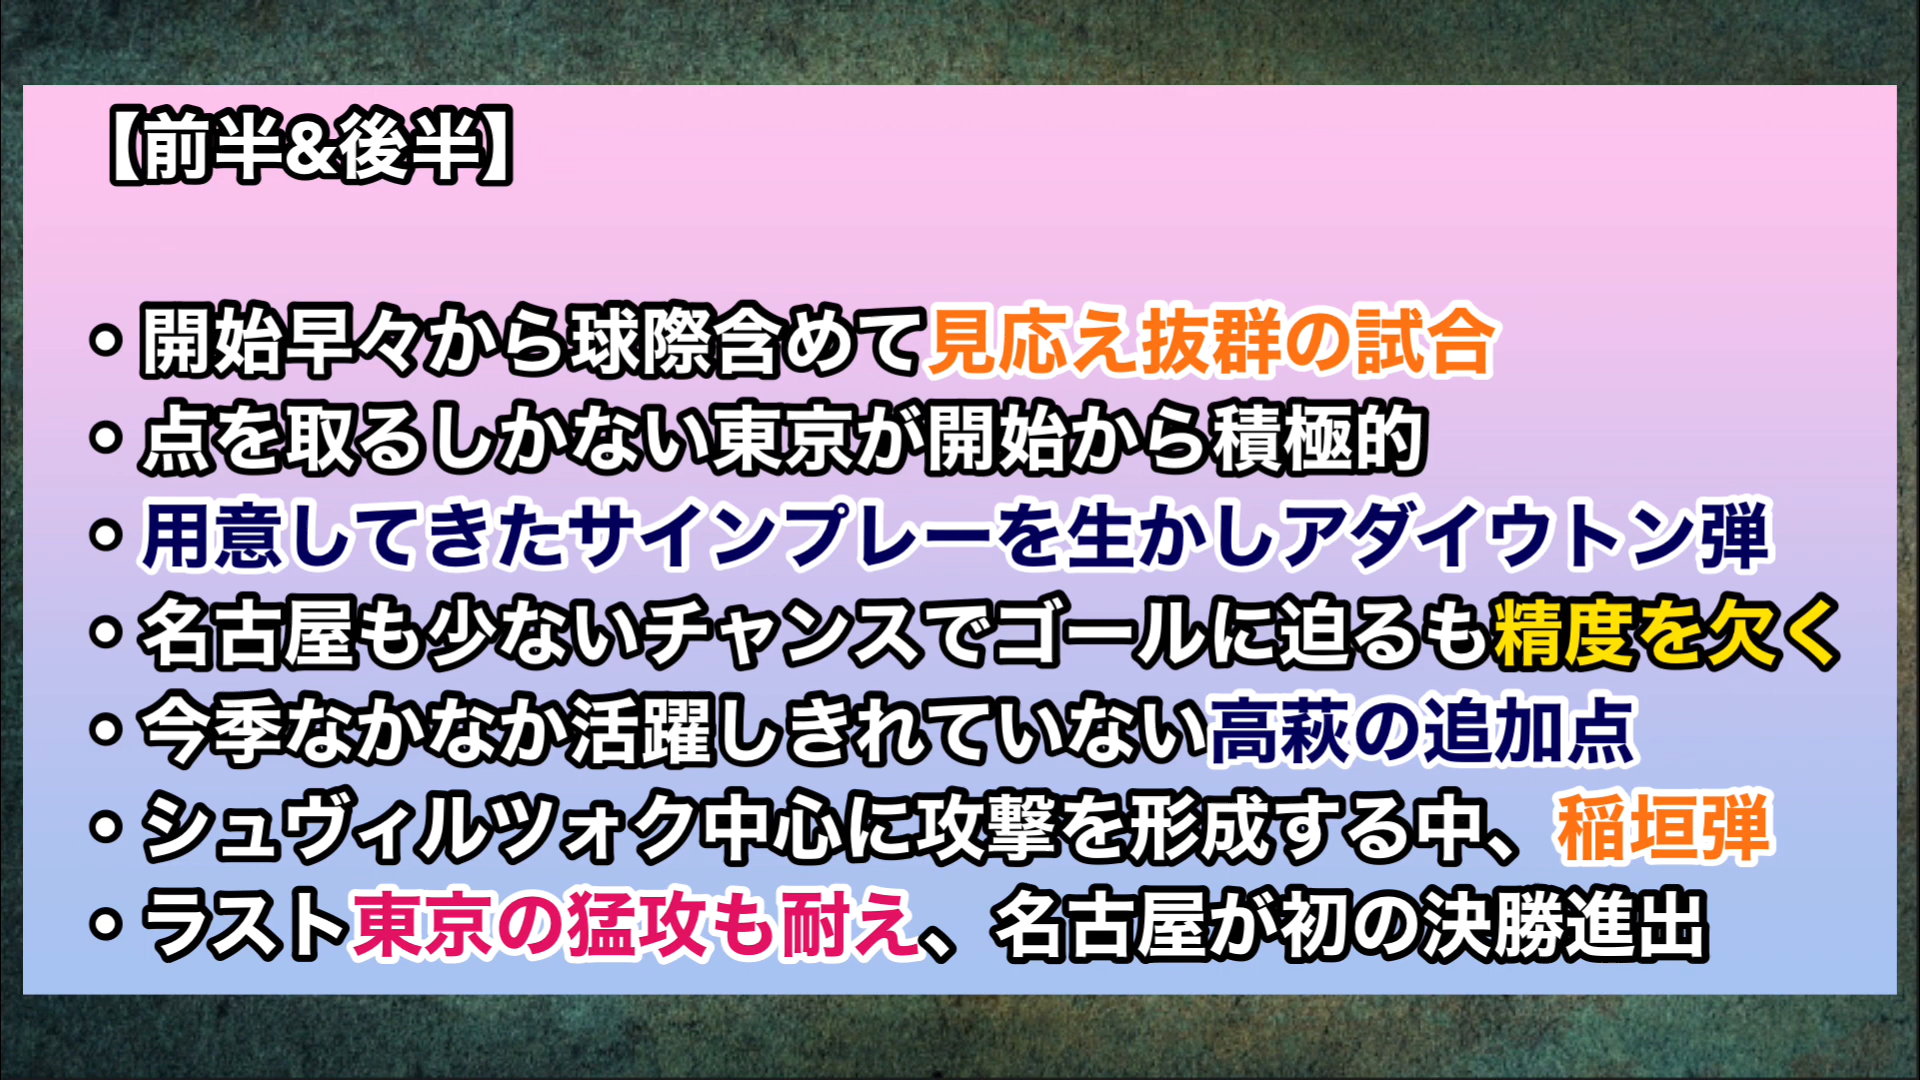 【前半&後半】
・開始早々から球際含めて見応え抜群の試合
・点を取るしかない東京が開始から積極的
・用意してきたサインプレーを生かしアダイウトン弾
・名古屋も少ないチャンスでゴールに迫るも精度を欠く
・今季なかなか活躍しきれていない高萩の追加点
・シュヴィルツォク中心に攻撃を形成する中、稲垣弾
・ラスト東京の猛攻も耐え、名古屋が初の決勝進出